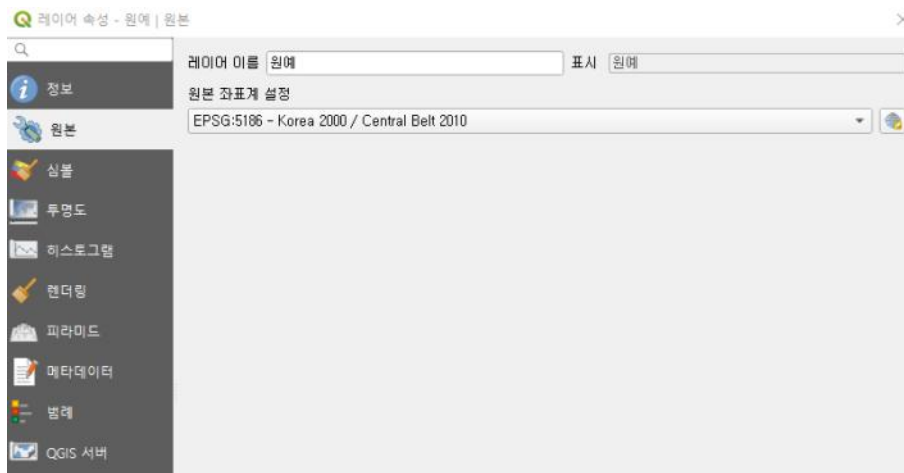 레이어 속성 - 원예 | 원본
레이어 이름 원예 표시 원예
원본 좌표계 설정
EPSG:5186 - Korea 2000 / Central Belt 2010
정보
원본
심볼
투명도
히스토그램
렌더링
피라미드
메타데이터
범례
QGIS 서버